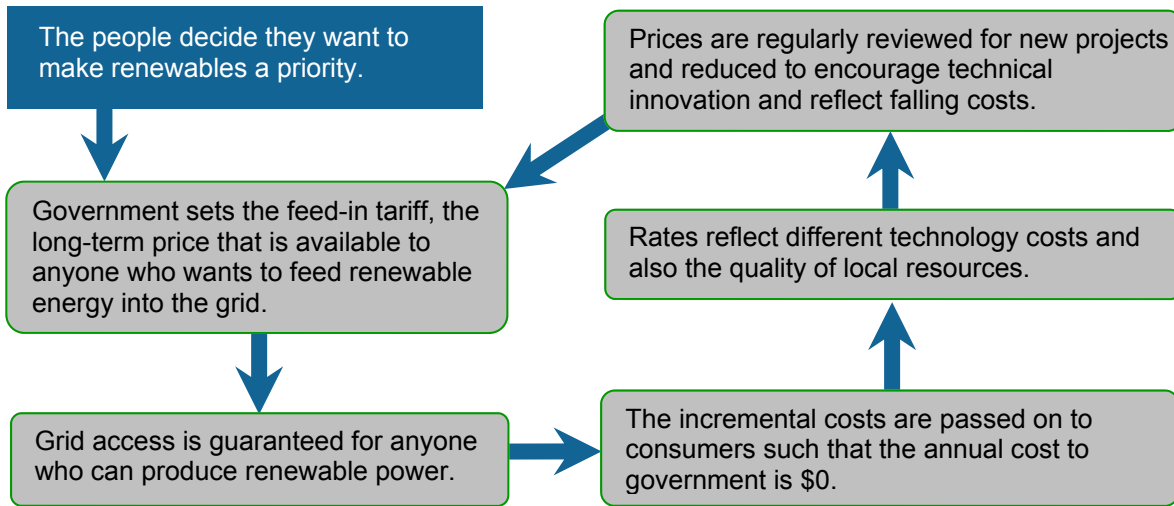 The people decide they want to
make renewables a priority.
Government sets the feed-in tariff, the
long-term price that is available to
anyone who wants to feed renewable
energy into the grid.
Grid access is guaranteed for anyone
who can produce renewable power.
The incremental costs are passed on to
consumers such that the annual cost to
government is $0.
Rates reflect different technology costs and
also the quality of local resources.
Prices are regularly reviewed for new projects
and reduced to encourage technical
innovation and reflect falling costs.